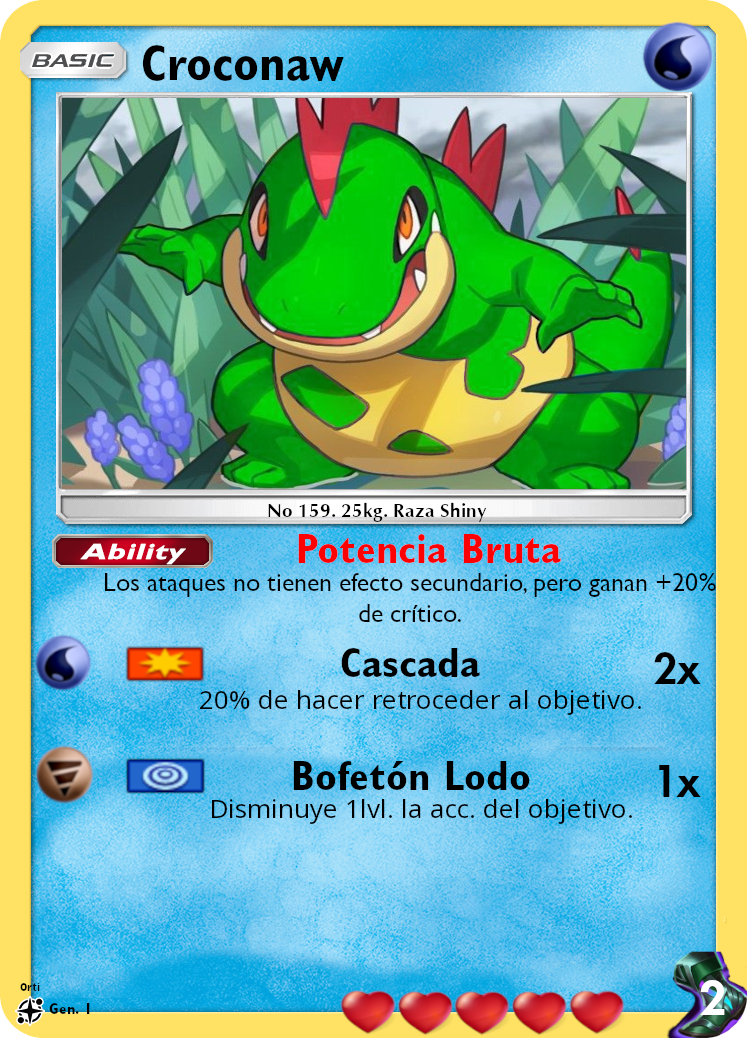 BASIC Croconaw
No 159. 25kg. Raza Shiny
Ability Potencia Bruta
Los ataques no tienen efecto secundario, pero ganan +20%
de crítico.
Cascada 2x
20% de hacer retroceder al objetivo.
Bofetón Lodo 1x
Disminuye 1lvl. la acc. del objetivo.
Orti
Gen. 1
2